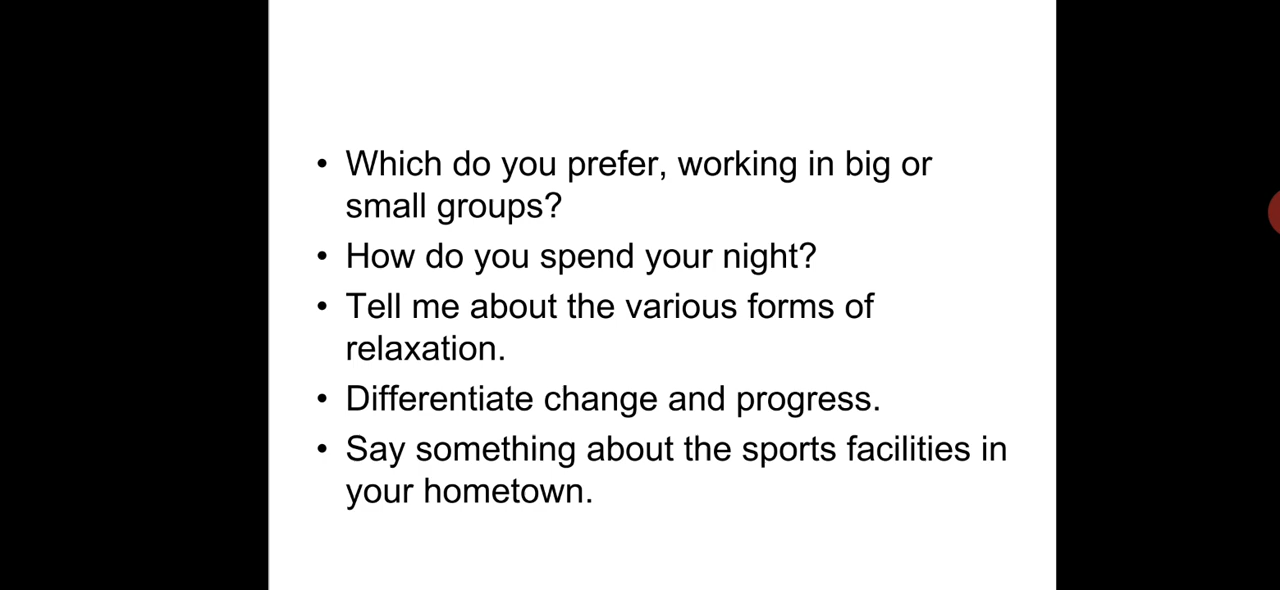 • Which do you prefer, working in big or
small groups?
• How do you spend your night?
• Tell me about the various forms of
relaxation.
• Differentiate change and progress.
• Say something about the sports facilities in
your hometown.